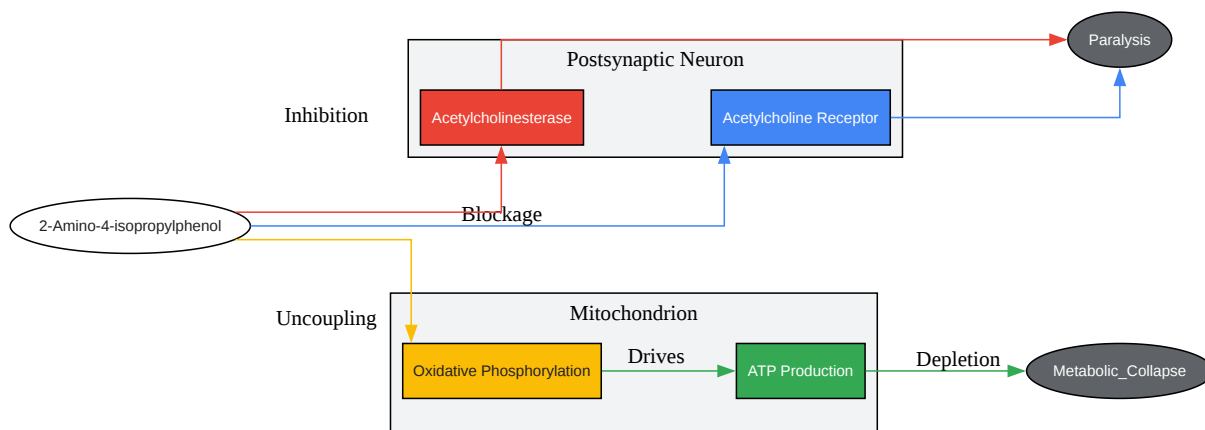 Paralysis
Postsynaptic Neuron
Inhibition
Acetylcholinesterase
Acetylcholine Receptor
2-Amino-4-isopropylphenol
Blockage
Uncoupling
Mitochondrion
Oxidative Phosphorylation
Drives
ATP Production
Depletion
Metabolic_Collapse